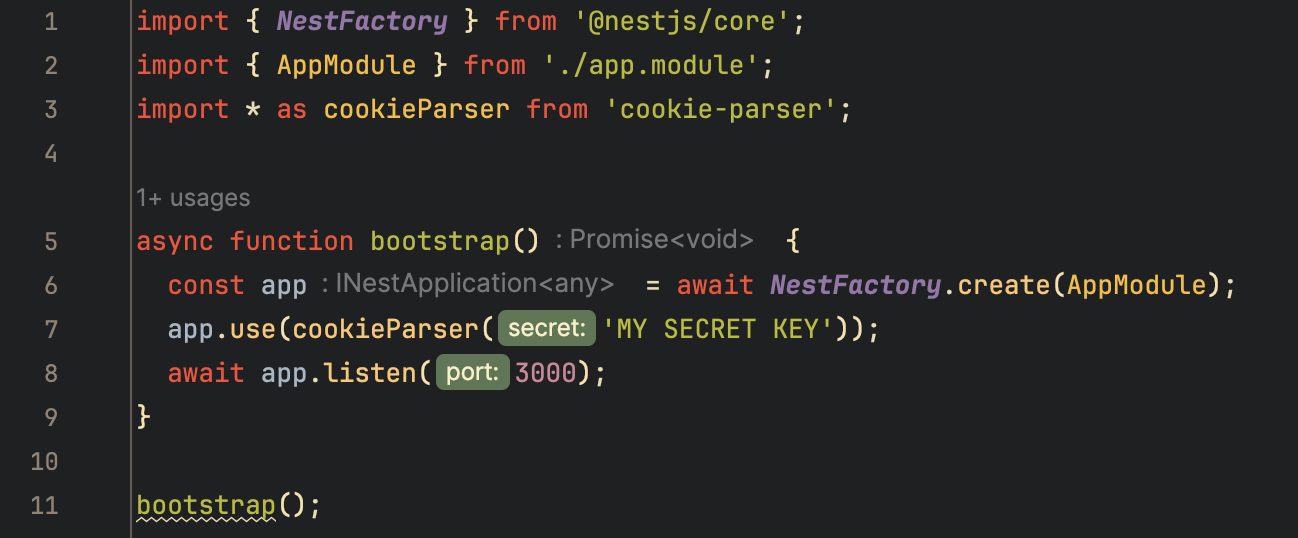 1 import { NestFactory } from '@nestjs/core';
2 import { AppModule } from './app.module';
3 import * as cookieParser from 'cookie-parser';
4
1+ usages
5 async function bootstrap() : Promise<void> {
6   const app : INestApplication<any> = await NestFactory.create(AppModule);
7   app.use(cookieParser( secret: 'MY SECRET KEY'));
8   await app.listen( port: 3000);
9 }
10
11 bootstrap();